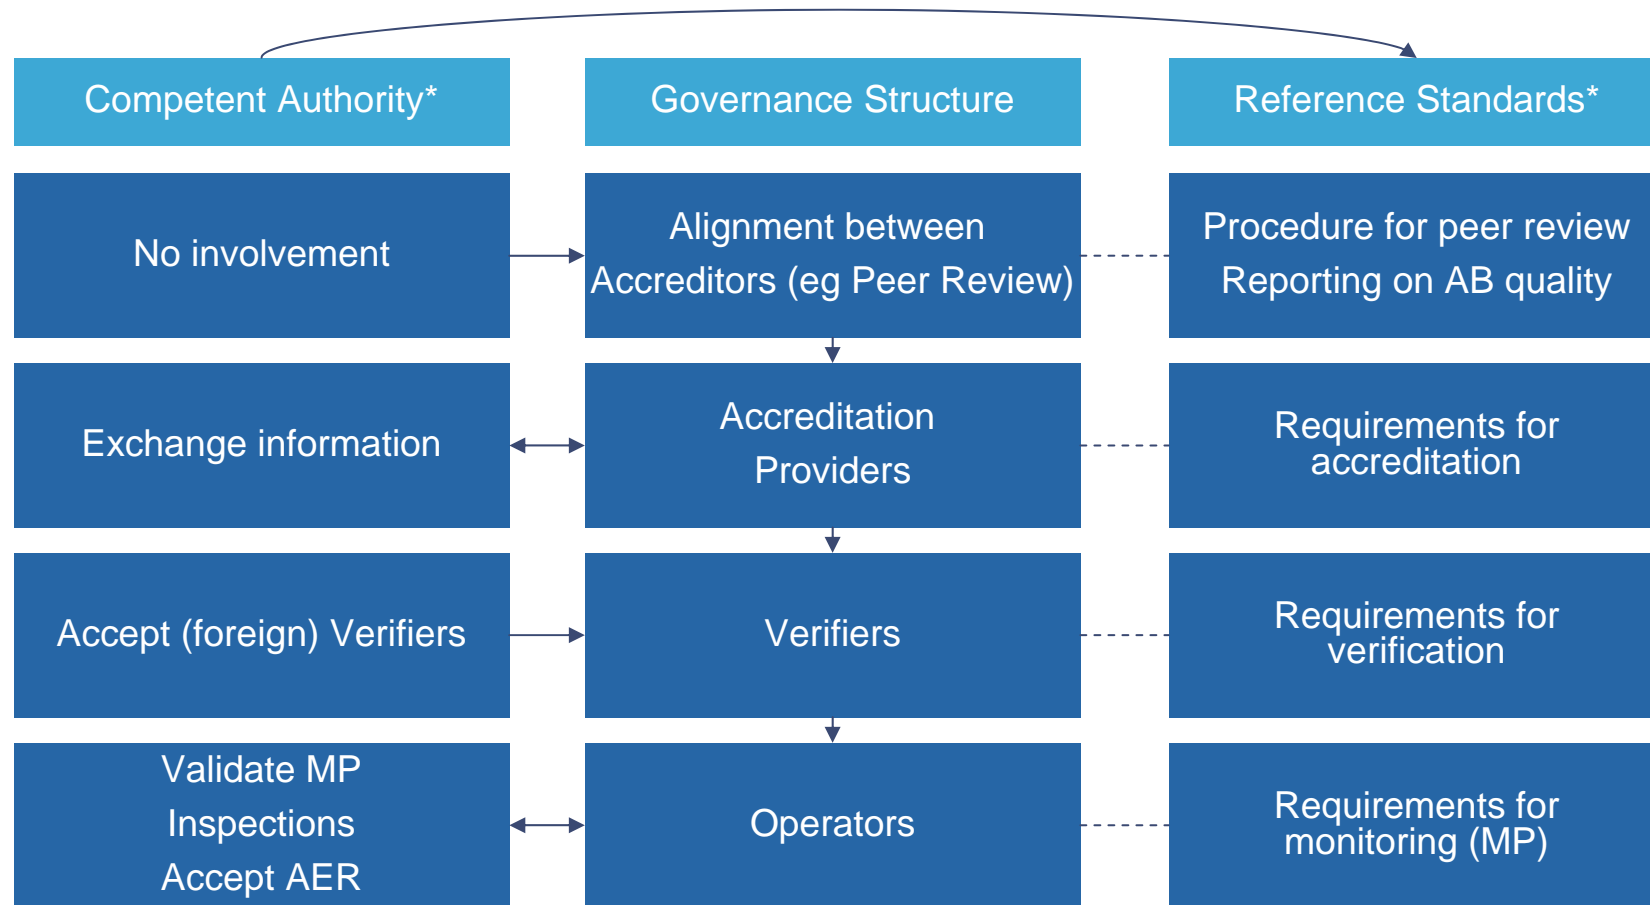 Competent Authority*
Governance Structure
Reference Standards*
No involvement
Alignment between
Accreditors (eg Peer Review)
Procedure for peer review
Reporting on AB quality
Exchange information
Accreditation
Providers
Requirements for
accreditation
Accept (foreign) Verifiers
Verifiers
Requirements for
verification
Validate MP
Inspections
Accept AER
Operators
Requirements for
monitoring (MP)